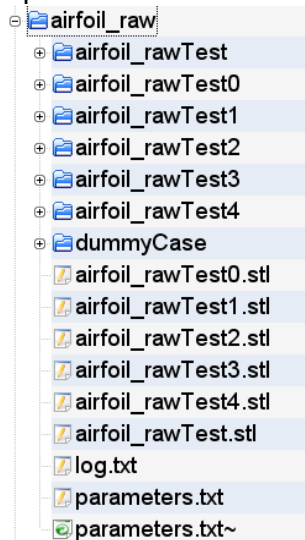 airfoil_raw
airfoil_rawTest
airfoil_rawTest0
airfoil_rawTest1
airfoil_rawTest2
airfoil_rawTest3
airfoil_rawTest4
dummyCase
airfoil_rawTest0.stl
airfoil_rawTest1.stl
airfoil_rawTest2.stl
airfoil_rawTest3.stl
airfoil_rawTest4.stl
airfoil_rawTest.stl
log.txt
parameters.txt
parameters.txt~